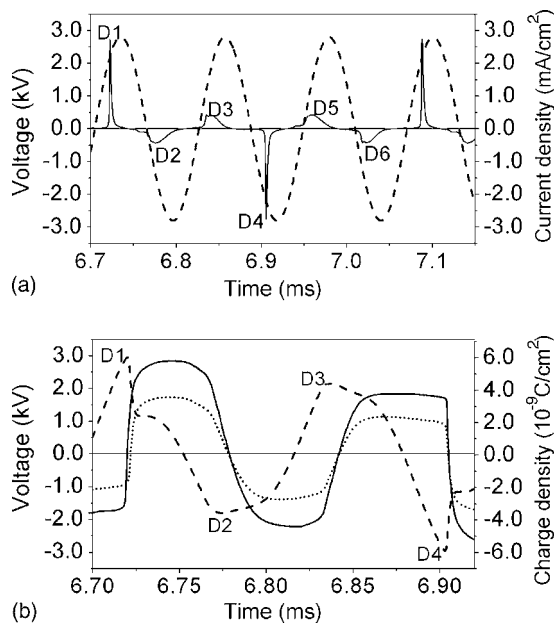 D1
D3
D5
D2
D6
D4
3.0
2.0
1.0
0.0
-1.0
-2.0
-3.0
3.0
2.0
1.0
0.0
-1.0
-2.0
-3.0
Voltage (kV)
Current density (mA/cm²)
6.7
6.8
6.9
7.0
7.1
(a)
Time (ms)
D1
D3
D2
D4
3.0
2.0
1.0
0.0
-1.0
-2.0
-3.0
6.0
4.0
2.0
0.0
-2.0
-4.0
-6.0
Voltage (kV)
Charge density (10⁻⁹C/cm²)
6.70
6.75
6.80
6.85
6.90
(b)
Time (ms)